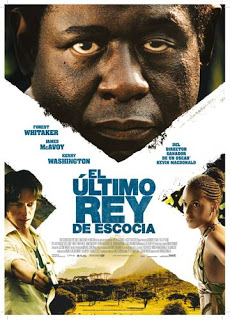 FOREST
WHITAKER
JAMES
McAVOY
KERRY
WASHINGTON
DEL
DIRECTOR
GANADOR
DE UN OSCAR®
KEVIN MACDONALD
EL
ÚLTIMO
REY
DE ESCOCIA